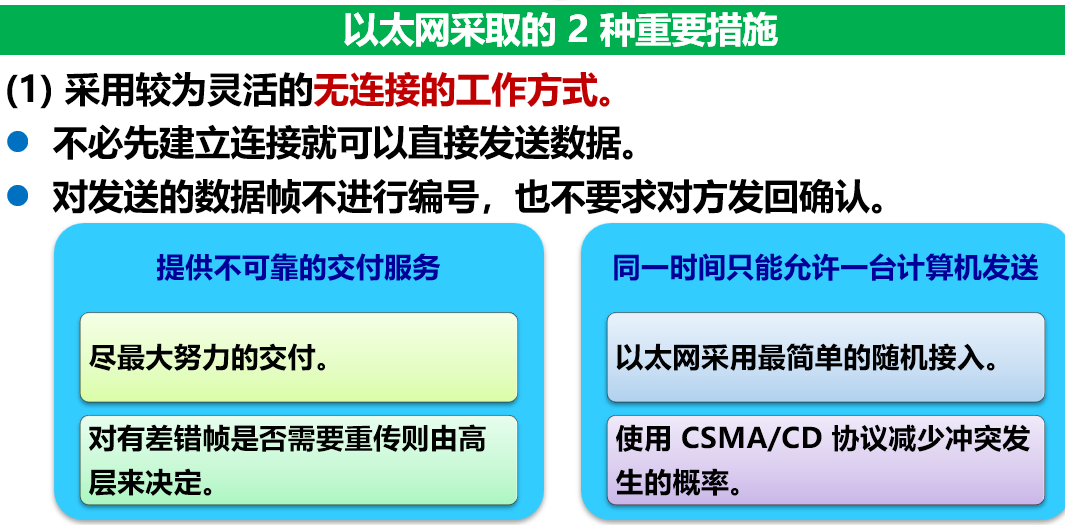 以太网采取的 2 种重要措施
(1) 采用较为灵活的无连接的工作方式。
不必先建立连接就可以直接发送数据。
对发送的数据帧不进行编号，也不要求对方发回确认。
提供不可靠的交付服务
尽最大努力的交付。
对有差错帧是否需要重传则由高
层来决定。
同一时间只能允许一台计算机发送
以太网采用最简单的随机接入。
使用 CSMA/CD 协议减少冲突发
生的概率。